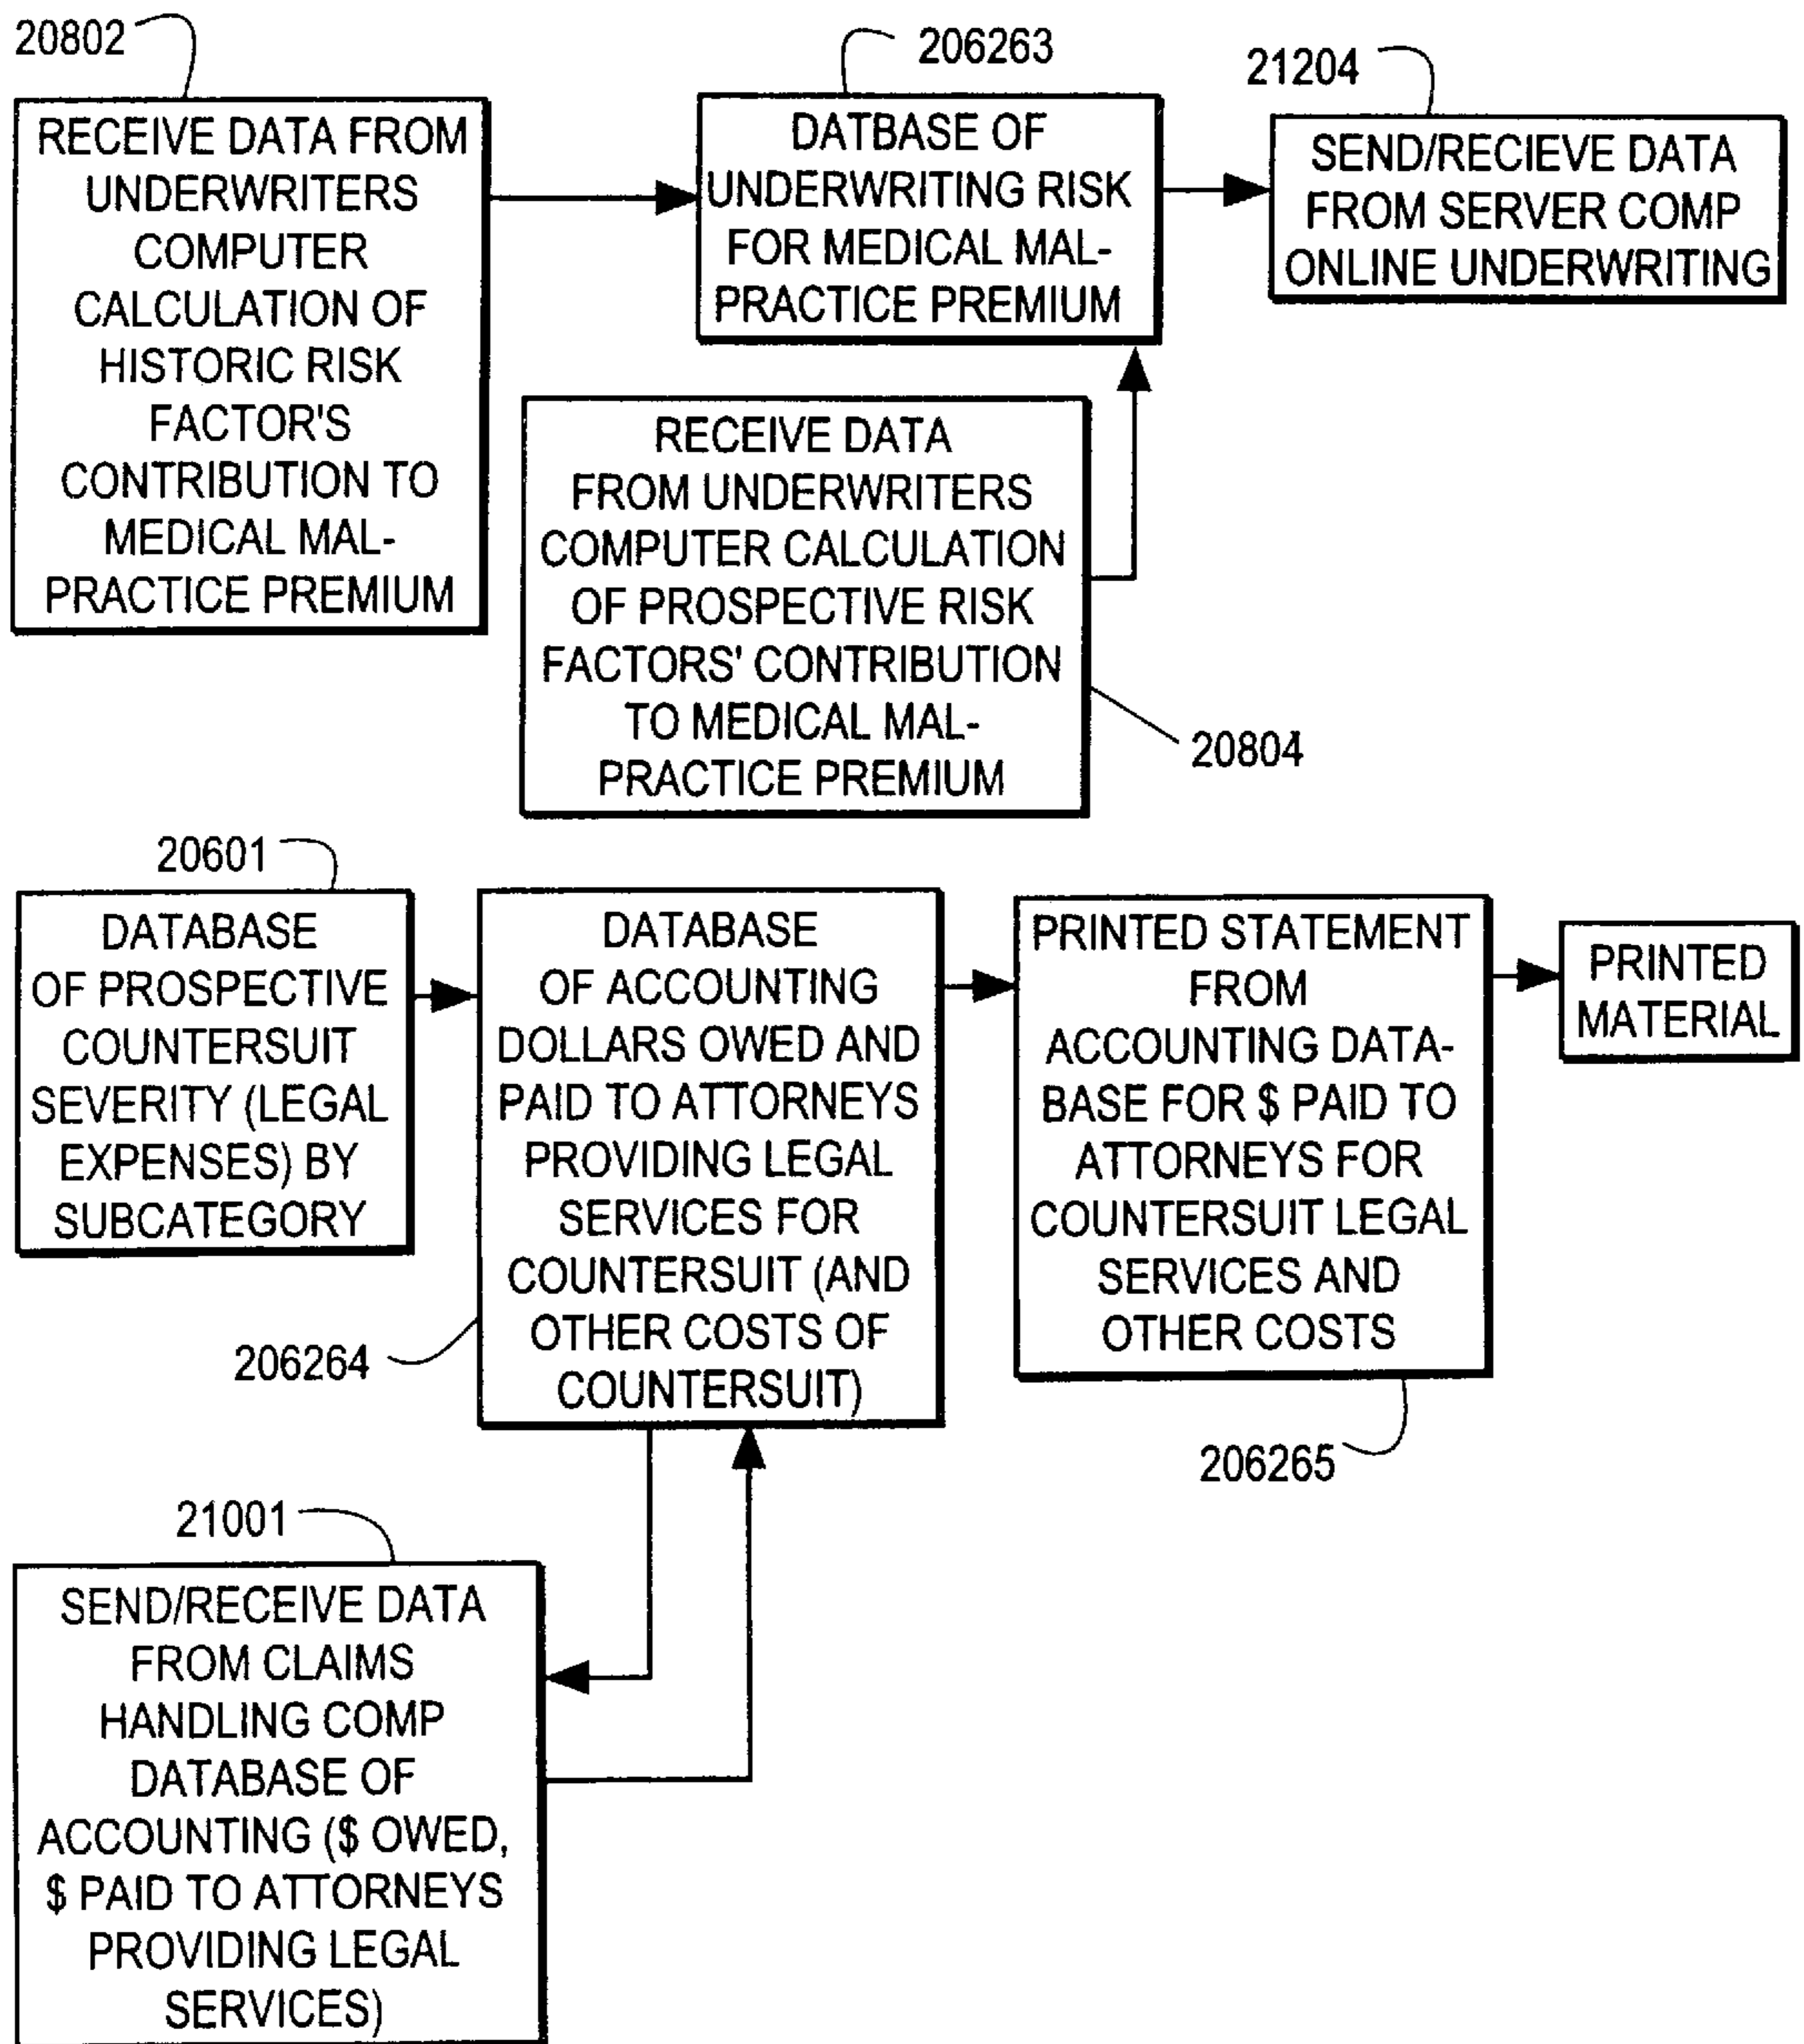 20802
RECEIVE DATA FROM
UNDERWRITERS
COMPUTER
CALCULATION OF
HISTORIC RISK
FACTOR'S
CONTRIBUTION TO
MEDICAL MAL-
PRACTICE PREMIUM
206263
DATBASE OF
UNDERWRITING RISK
FOR MEDICAL MAL-
PRACTICE PREMIUM
21204
SEND/RECIEVE DATA
FROM SERVER COMP
ONLINE UNDERWRITING
RECEIVE DATA
FROM UNDERWRITERS
COMPUTER CALCULATION
OF PROSPECTIVE RISK
FACTORS' CONTRIBUTION
TO MEDICAL MAL-
PRACTICE PREMIUM
20804
20601
DATABASE
OF PROSPECTIVE
COUNTERSUIT
SEVERITY (LEGAL
EXPENSES) BY
SUBCATEGORY
DATABASE
OF ACCOUNTING
DOLLARS OWED AND
PAID TO ATTORNEYS
PROVIDING LEGAL
SERVICES FOR
COUNTERSUIT (AND
OTHER COSTS OF
COUNTERSUIT)
206264
PRINTED STATEMENT
FROM
ACCOUNTING DATA-
BASE FOR $ PAID TO
ATTORNEYS FOR
COUNTERSUIT LEGAL
SERVICES AND
OTHER COSTS
206265
PRINTED
MATERIAL
21001
SEND/RECEIVE DATA
FROM CLAIMS
HANDLING COMP
DATABASE OF
ACCOUNTING ($ OWED,
$ PAID TO ATTORNEYS
PROVIDING LEGAL
SERVICES)